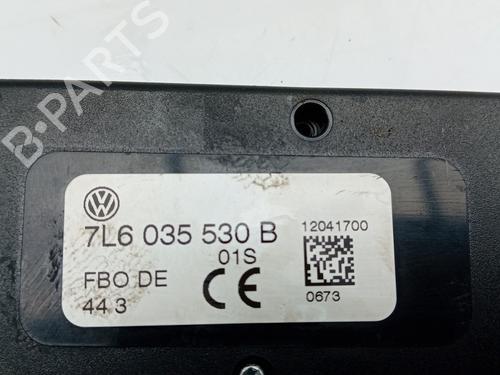 B-PARTS
7L6 035 530 B
01S
FBO DE
44 3
CE
12041700
0673